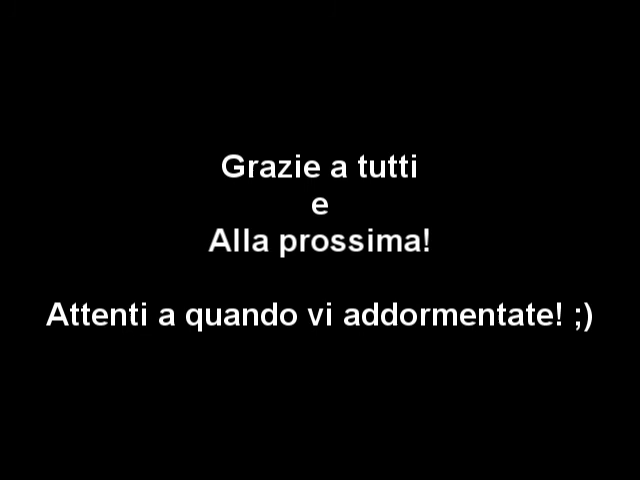 Grazie a tutti
e
Alla prossima!
Attenti a quando vi addormentate! ;)